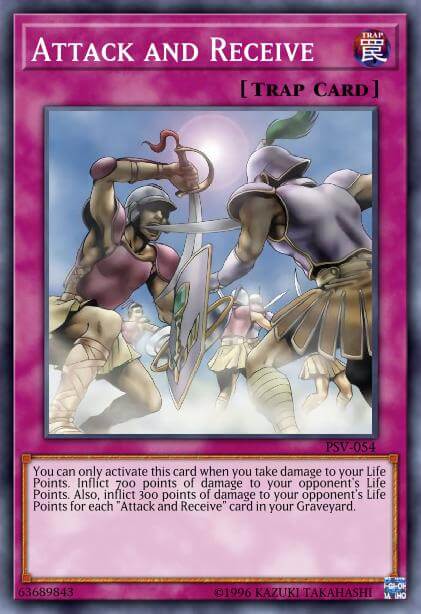 ATTACK AND RECEIVE
TRAP
罠
[TRAP CARD]
PSV-054
You can only activate this card when you take damage to your Life
Points. Inflict 700 points of damage to your opponent's Life
Points. Also, inflict 300 points of damage to your opponent's Life
Points for each "Attack and Receive" card in your Graveyard.
63689843
©1996 KAZUKI TAKAHASHI